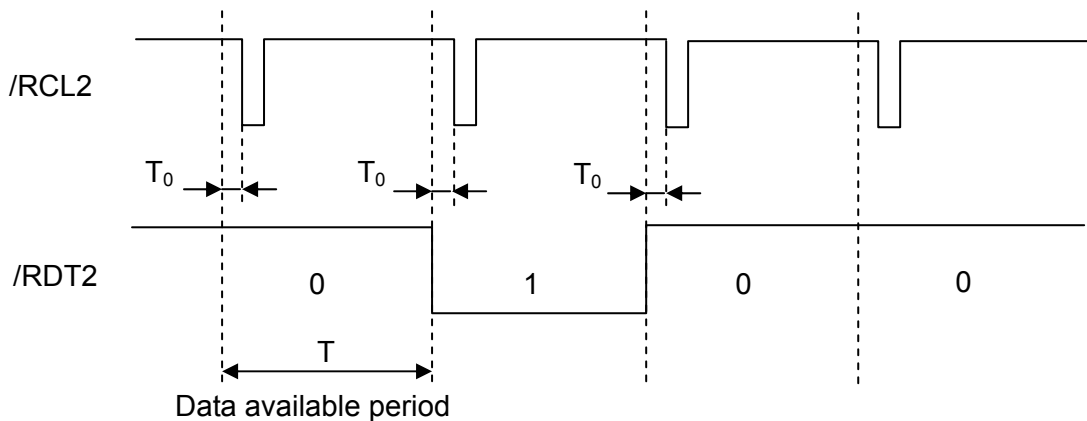 /RCL2
T₀ T₀ T₀
/RDT2
0 1 0 0
T
Data available period